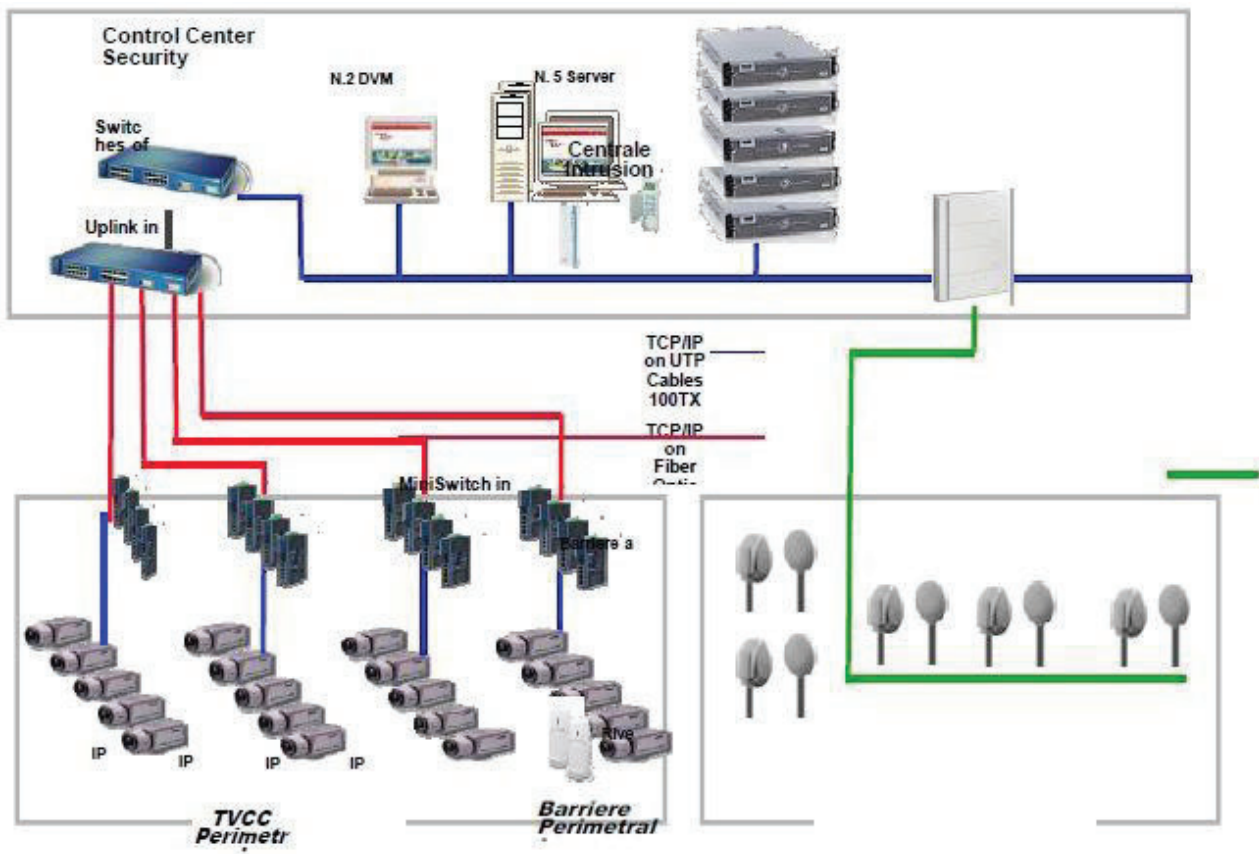 Control Center
Security
N.2 DVM
N. 5 Server
Switc
hes of
Centrale
Intrusion
Uplink in
TCP/IP
on UTP
Cables
100TX
TCP/IP
on
Fiber
Optic
MiniSwitch in
Barriere a
Rive
IP
IP
IP
IP
TVCC
Perimetr
Barriere
Perimetral